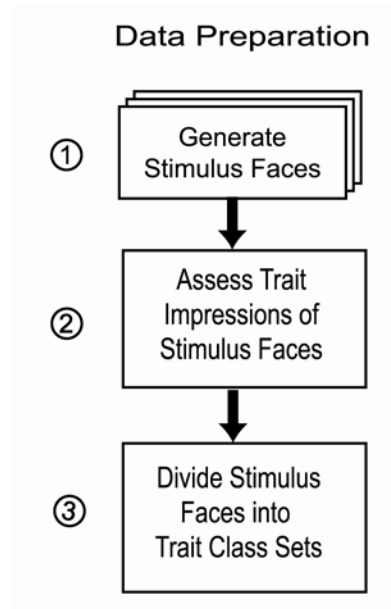 Data Preparation
①
Generate
Stimulus Faces
②
Assess Trait
Impressions of
Stimulus Faces
③
Divide Stimulus
Faces into
Trait Class Sets